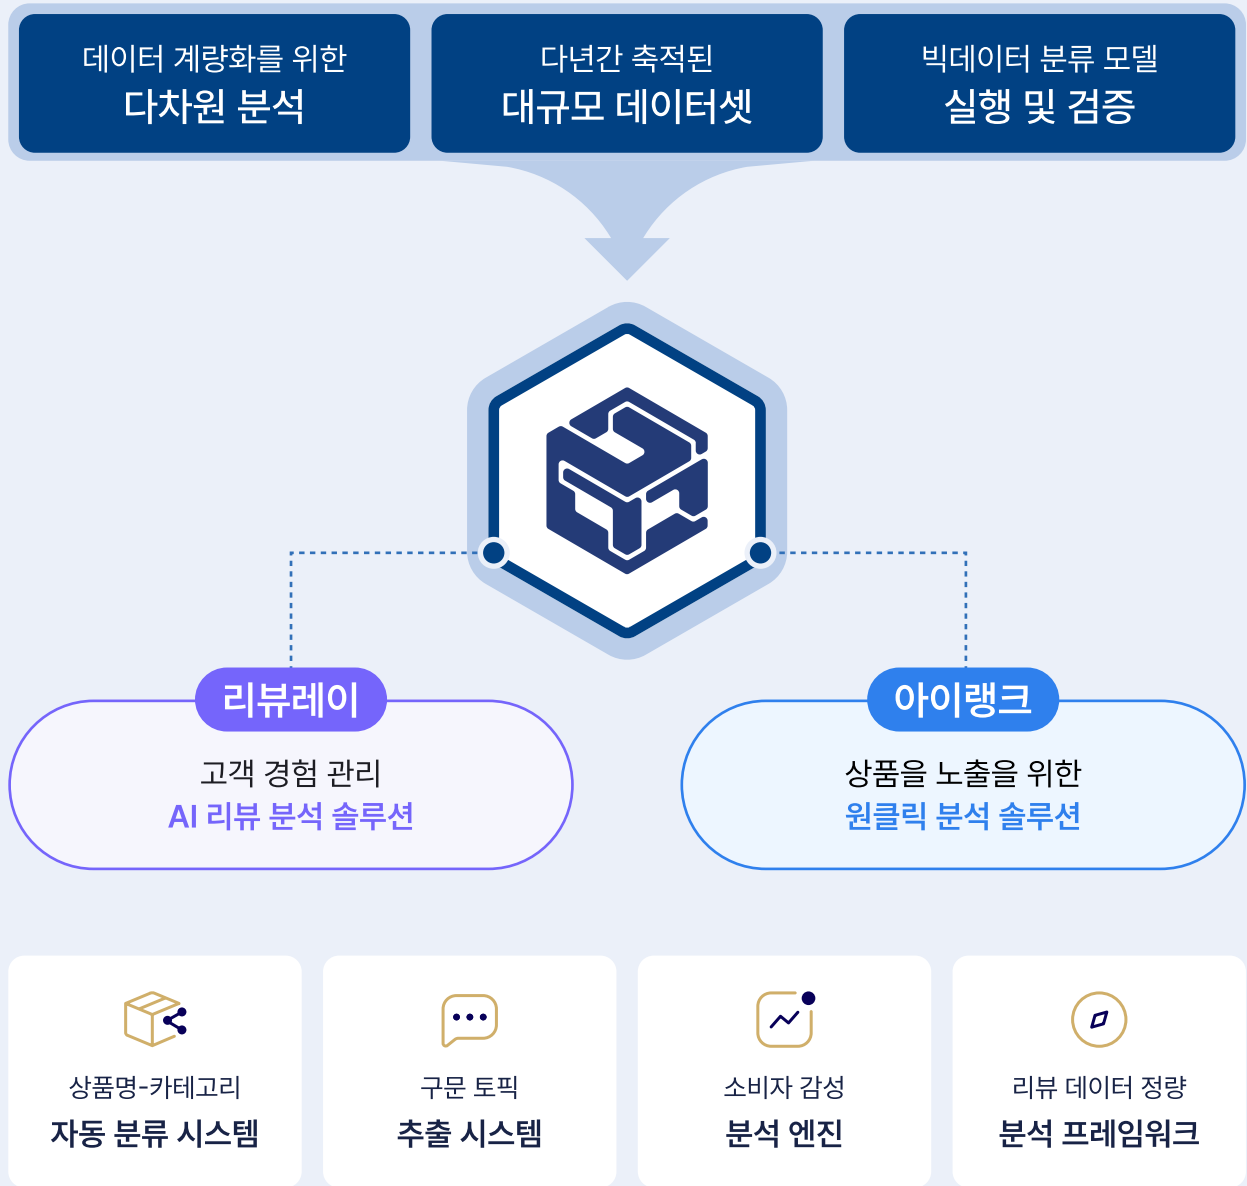 데이터 계량화를 위한
다차원 분석
다년간 축적된
대규모 데이터셋
빅데이터 분류 모델
실행 및 검증
리뷰레이
고객 경험 관리
AI 리뷰 분석 솔루션
아이랭크
상품을 노출을 위한
원클릭 분석 솔루션
상품명-카테고리
자동 분류 시스템
구문 토픽
추출 시스템
소비자 감성
분석 엔진
리뷰 데이터 정량
분석 프레임워크